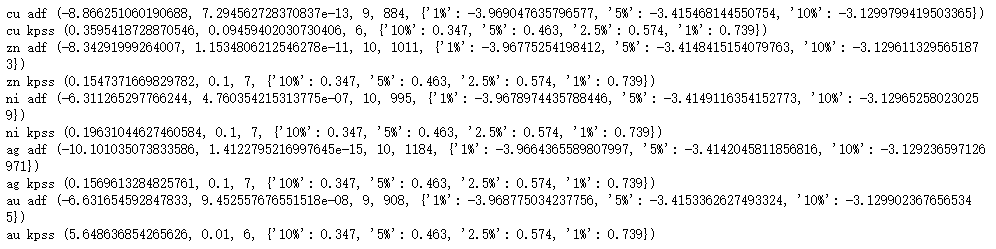 cu adf (-8.866251060190688, 7.294562728370837e-13, 9, 884, {'1%': -3.969047635796577, '5%': -3.415468144550754, '10%': -3.1299799419503365})
cu kpss (0.3595418728870546, 0.09459402030730406, 6, {'10%': 0.347, '5%': 0.463, '2.5%': 0.574, '1%': 0.739})
zn adf (-8.34291999264007, 1.1534806212546278e-11, 10, 1011, {'1%': -3.96775254198412, '5%': -3.4148415154079763, '10%': -3.129611329565187
3})
zn kpss (0.1547371669829782, 0.1, 7, {'10%': 0.347, '5%': 0.463, '2.5%': 0.574, '1%': 0.739})
ni adf (-6.311265297766244, 4.760354215313775e-07, 10, 995, {'1%': -3.9678974435788446, '5%': -3.4149116354152773, '10%': -3.12965258023025
9})
ni kpss (0.19631044627460584, 0.1, 7, {'10%': 0.347, '5%': 0.463, '2.5%': 0.574, '1%': 0.739})
ag adf (-10.101035073833586, 1.4122795216997645e-15, 10, 1184, {'1%': -3.9664365589807997, '5%': -3.4142045811856816, '10%': -3.129236597126
971})
ag kpss (0.1569613284825761, 0.1, 7, {'10%': 0.347, '5%': 0.463, '2.5%': 0.574, '1%': 0.739})
au adf (-6.631654592847833, 9.452557676551518e-08, 9, 908, {'1%': -3.968775034237756, '5%': -3.4153362627493324, '10%': -3.129902367656534
5})
au kpss (5.648636854265626, 0.01, 6, {'10%': 0.347, '5%': 0.463, '2.5%': 0.574, '1%': 0.739})